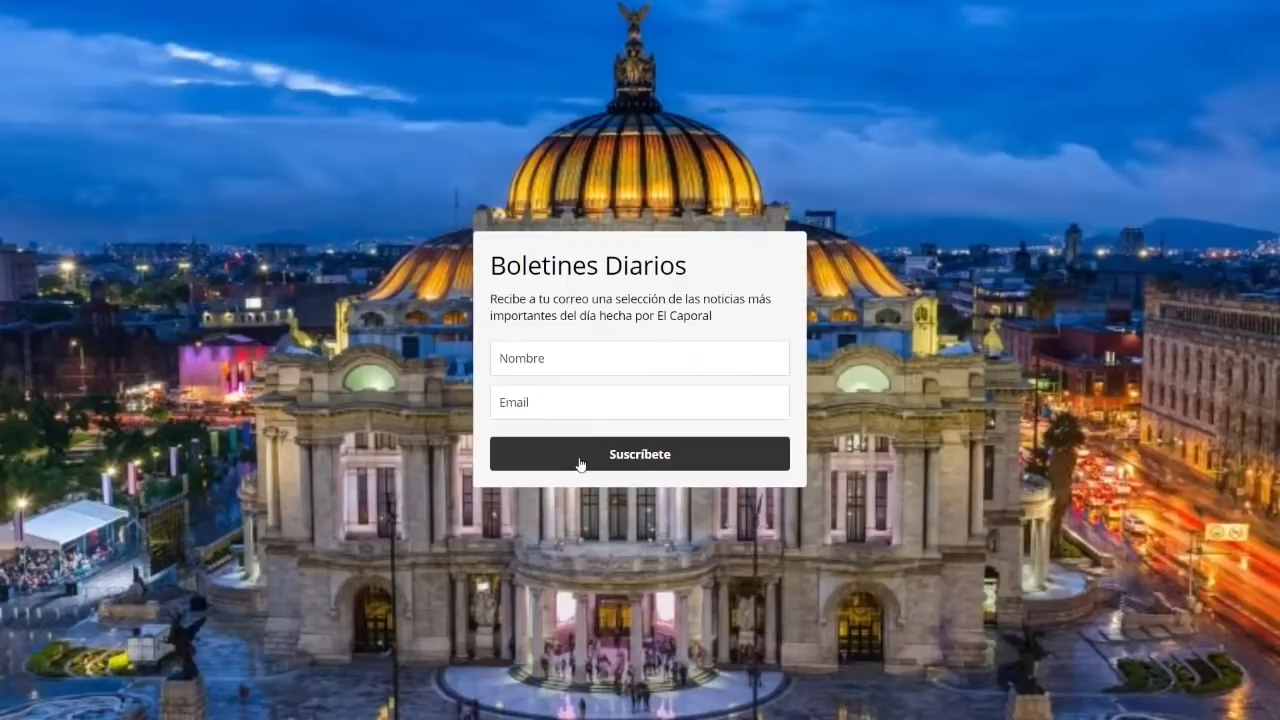 Boletines Diarios
Recibe a tu correo una selección de las noticias más
importantes del día hecha por El Caporal
Nombre
Email
Suscríbete